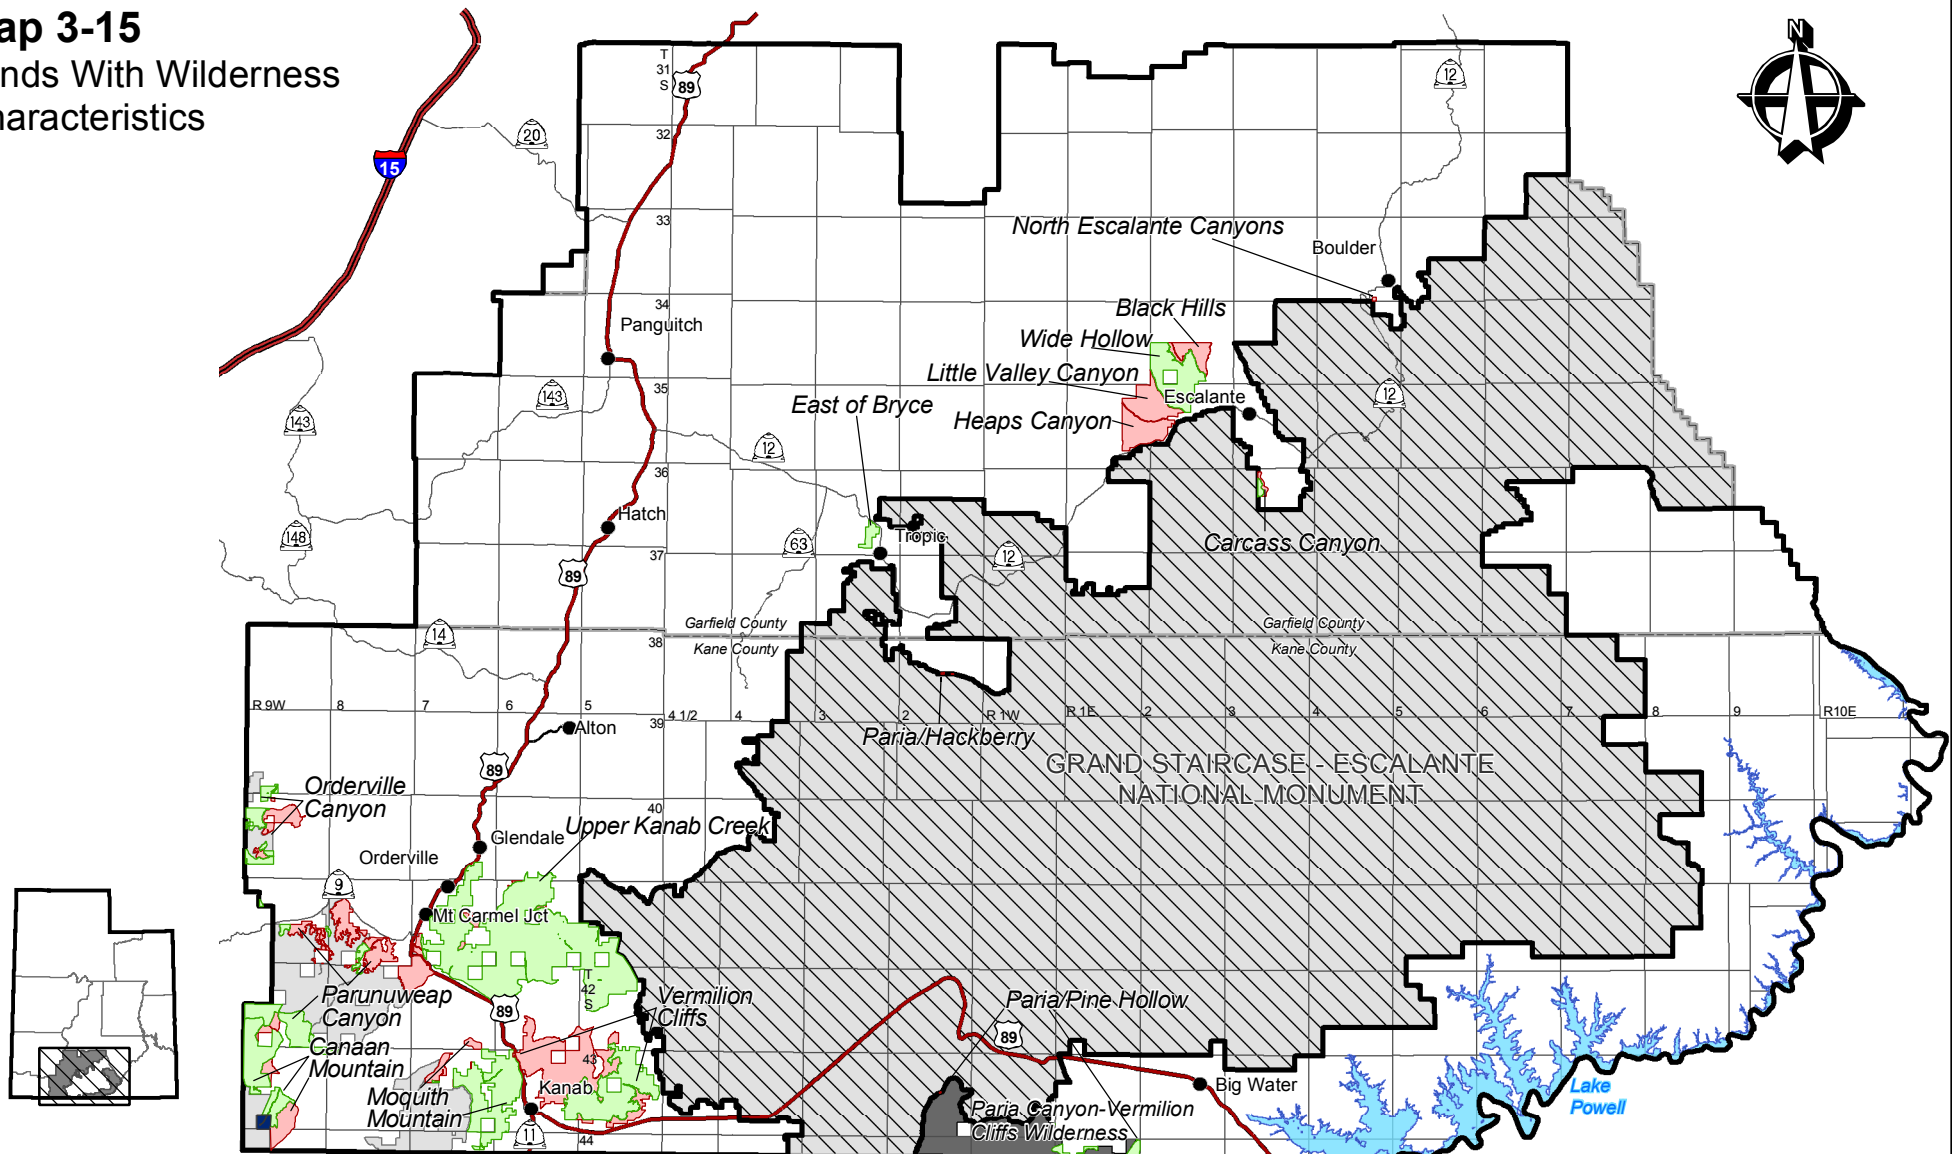 ap 3-15
nds With Wilderness
haracteristics
N
15
20
89
12
T
31
S
32
33
34
35
36
37
38
39
40
North Escalante Canyons
Boulder
Black Hills
Wide Hollow
Little Valley Canyon
Escalante
Heaps Canyon
East of Bryce
Panguitch
143
143
12
12
148
Hatch
63
Tropic
12
Carcass Canyon
89
14
Garfield County
Kane County
Garfield County
Kane County
R 9W
8
7
6
5
4 1/2
4
3
2
R 1W
R 1E
2
3
4
5
6
7
8
9
R10E
Alton
Paria/Hackberry
89
GRAND STAIRCASE - ESCALANTE
NATIONAL MONUMENT
Orderville
Canyon
Glendale
Upper Kanab Creek
Orderville
9
Mt Carmel Jct
T
42
S
Parunuweap
Canyon
89
Vermilion
Cliffs
Paria/Pine Hollow
89
Canaan
Mountain
43
Moquith
Mountain
Kanab
Big Water
Lake
Powell
Paria Canyon-Vermilion
Cliffs Wilderness
11
44